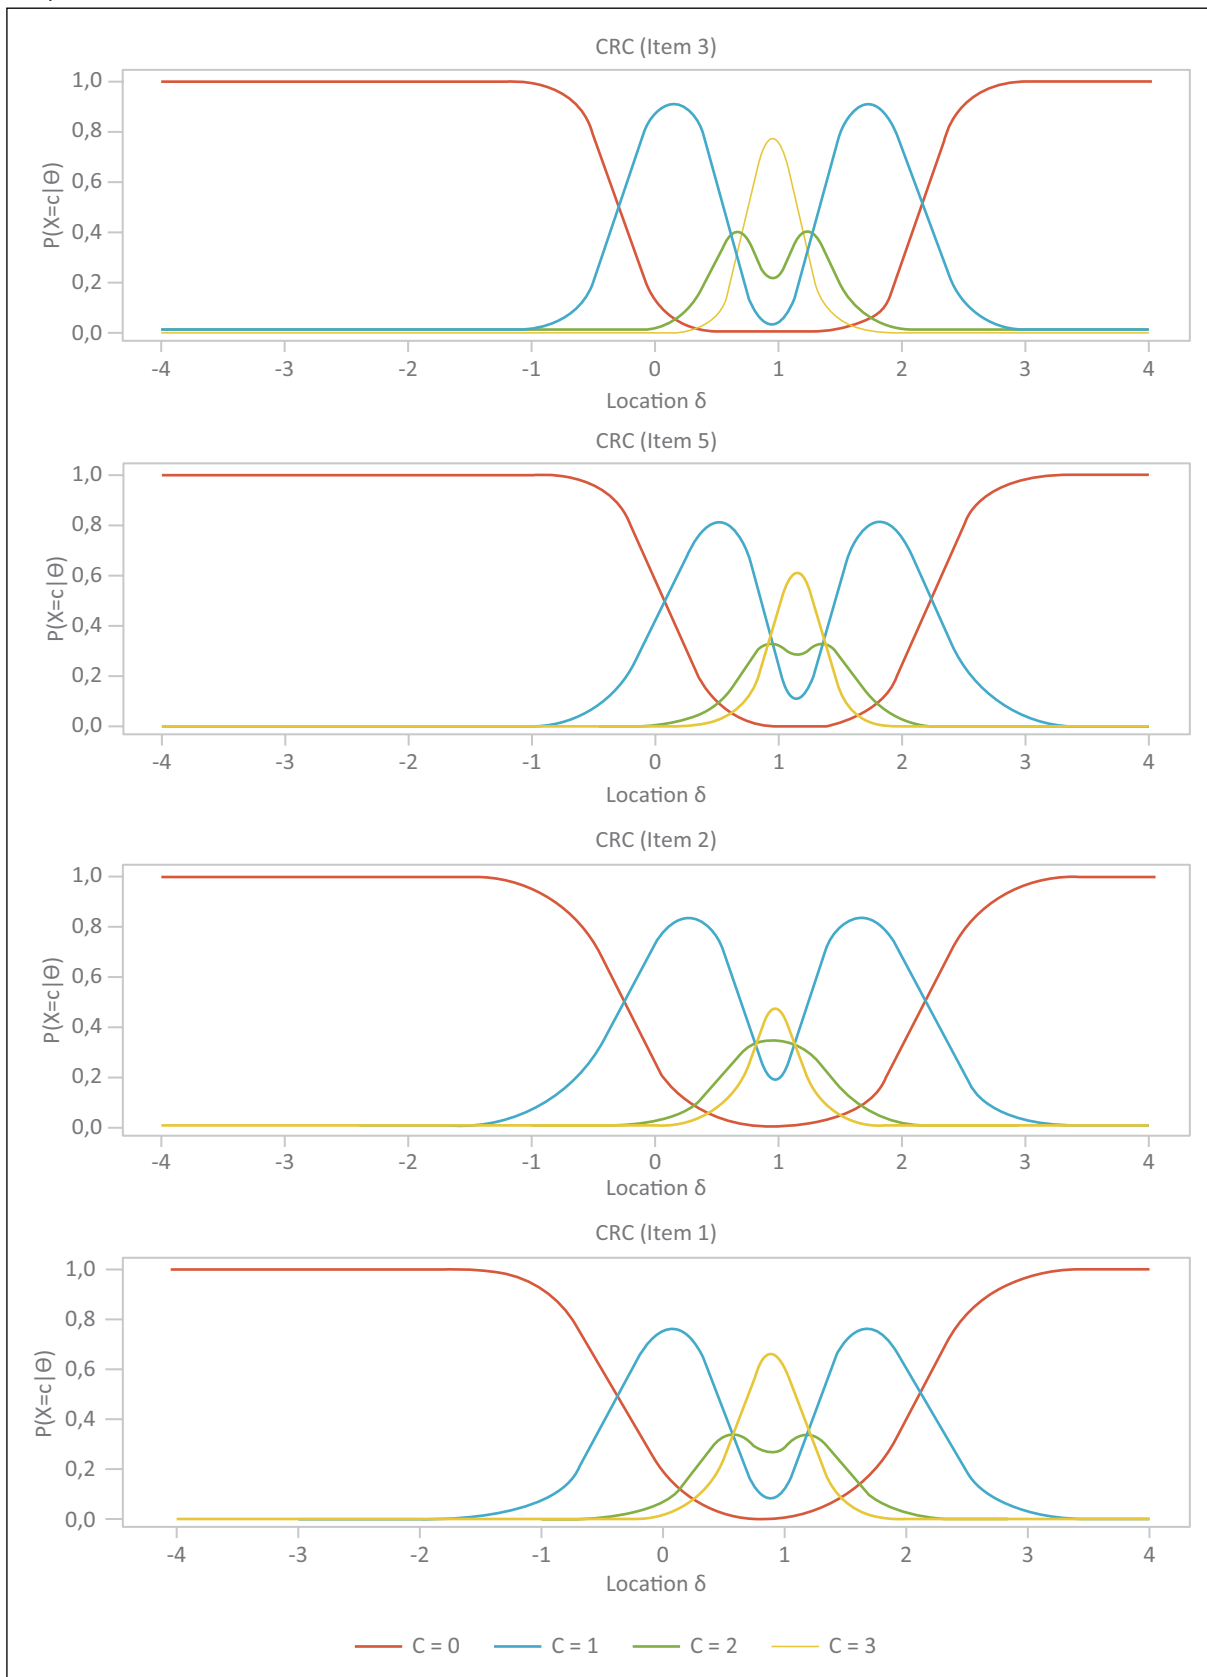 CRC (Item 3)
P(X=c|Θ)
1,0
0,8
0,6
0,4
0,2
0,0
-4 -3 -2 -1 0 1 2 3 4
Location δ
CRC (Item 5)
P(X=c|Θ)
1,0
0,8
0,6
0,4
0,2
0,0
-4 -3 -2 -1 0 1 2 3 4
Location δ
CRC (Item 2)
P(X=c|Θ)
1,0
0,8
0,6
0,4
0,2
0,0
-4 -3 -2 -1 0 1 2 3 4
Location δ
CRC (Item 1)
P(X=c|Θ)
1,0
0,8
0,6
0,4
0,2
0,0
-4 -3 -2 -1 0 1 2 3 4
Location δ
C = 0 C = 1 C = 2 C = 3